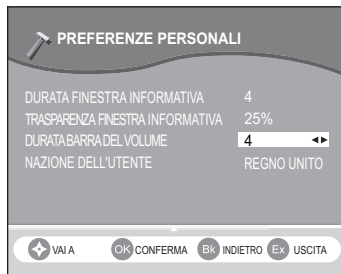 PREFERENZE PERSONALI
DURATA FINESTRA INFORMATIVA 4
TRASPARENZA FINESTRA INFORMATIVA 25%
DURATA BARRA DEL VOLUME 4
NAZIONE DELL'UTENTE REGNO UNITO
VAI A OK CONFERMA Bk INDIETRO Ex USCITA